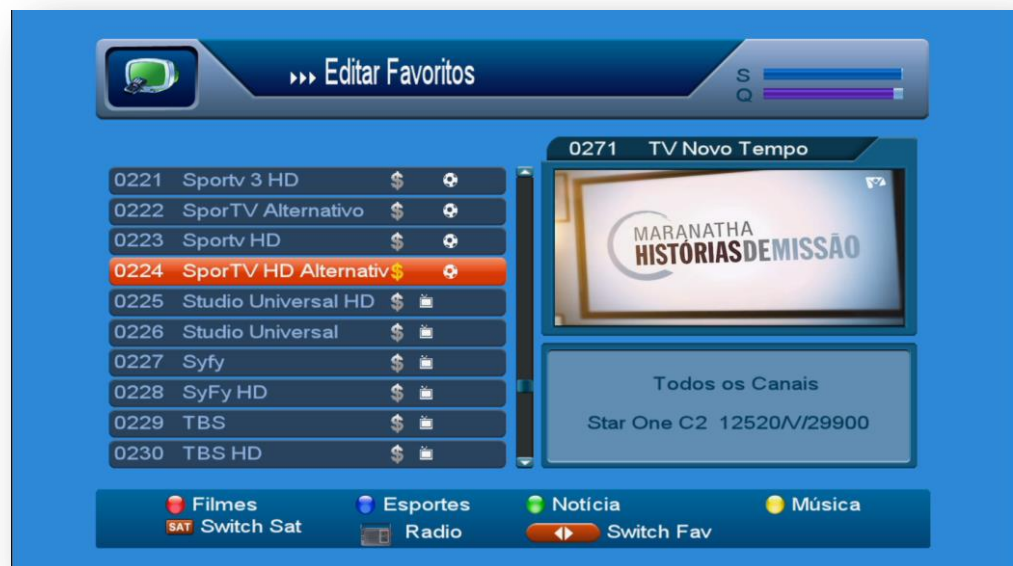 Editar Favoritos
S
Q
0271 TV Novo Tempo
0221 Sportv 3 HD $
0222 SporTV Alternativo $
0223 Sportv HD $
0224 SporTV HD Alternativ$
0225 Studio Universal HD $
0226 Studio Universal $
0227 Syfy $
0228 SyFy HD $
0229 TBS $
0230 TBS HD $
MARANATHA
HISTÓRIASDEMISSÃO
Todos os Canais
Star One C2 12520/V/29900
Filmes Esportes Notícia Música
SAT Switch Sat Radio Switch Fav